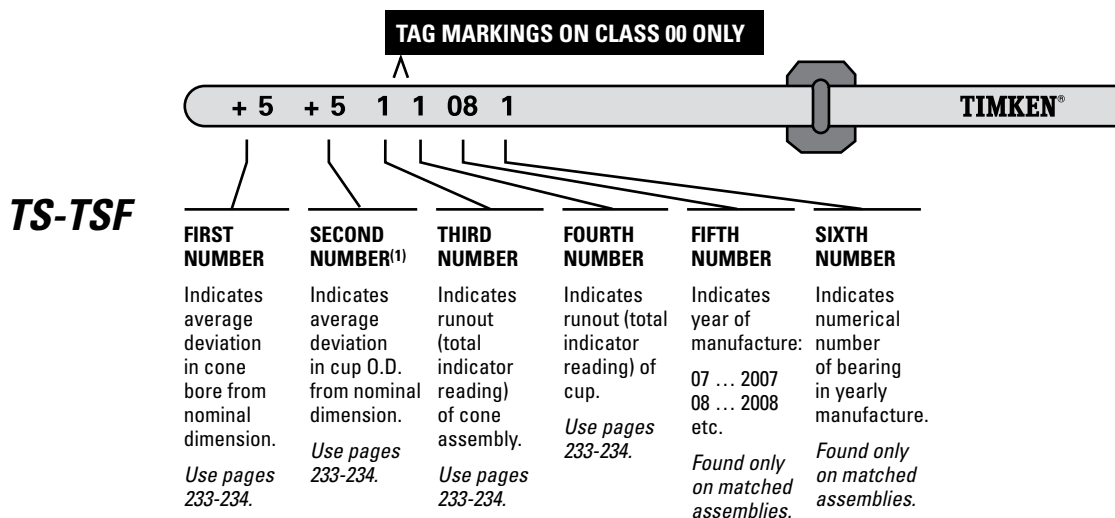 TAG MARKINGS ON CLASS 00 ONLY
+ 5 + 5 1 1 08 1
TIMKEN®
TS-TSF
FIRST
NUMBER
Indicates
average
deviation
in cone
bore from
nominal
dimension.
Use pages
233-234.
SECOND
NUMBER(1)
Indicates
average
deviation
in cup O.D.
from nominal
dimension.
Use pages
233-234.
THIRD
NUMBER
Indicates
runout
(total
indicator
reading)
of cone
assembly.
Use pages
233-234.
FOURTH
NUMBER
Indicates
runout (total
indicator
reading) of
cup.
Use pages
233-234.
FIFTH
NUMBER
Indicates
year of
manufacture:
07 … 2007
08 … 2008
etc.
Found only
on matched
assemblies.
SIXTH
NUMBER
Indicates
numerical
number
of bearing
in yearly
manufacture.
Found only
on matched
assemblies.